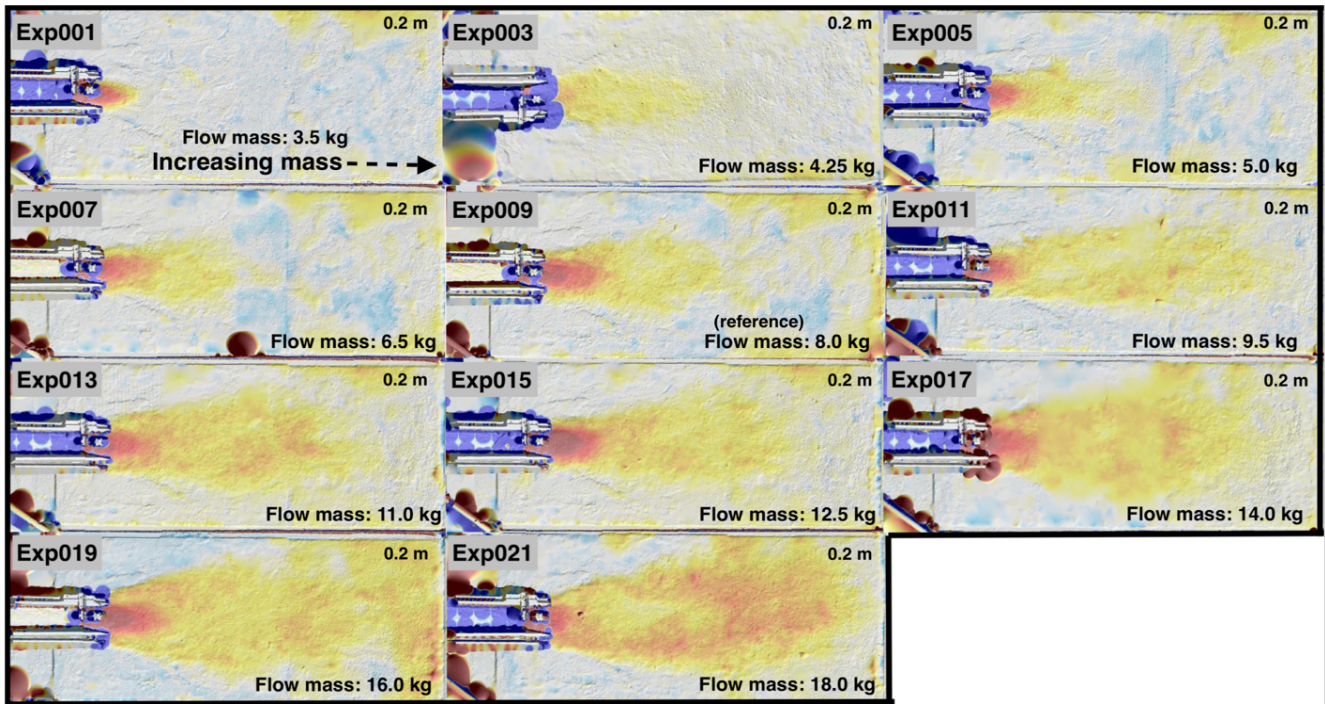 Exp001
0.2 m
Flow mass: 3.5 kg
Increasing mass
Exp003
0.2 m
Flow mass: 4.25 kg
Exp005
0.2 m
Flow mass: 5.0 kg
Exp007
0.2 m
Flow mass: 6.5 kg
Exp009
0.2 m
(reference)
Flow mass: 8.0 kg
Exp011
0.2 m
Flow mass: 9.5 kg
Exp013
0.2 m
Flow mass: 11.0 kg
Exp015
0.2 m
Flow mass: 12.5 kg
Exp017
0.2 m
Flow mass: 14.0 kg
Exp019
0.2 m
Flow mass: 16.0 kg
Exp021
0.2 m
Flow mass: 18.0 kg